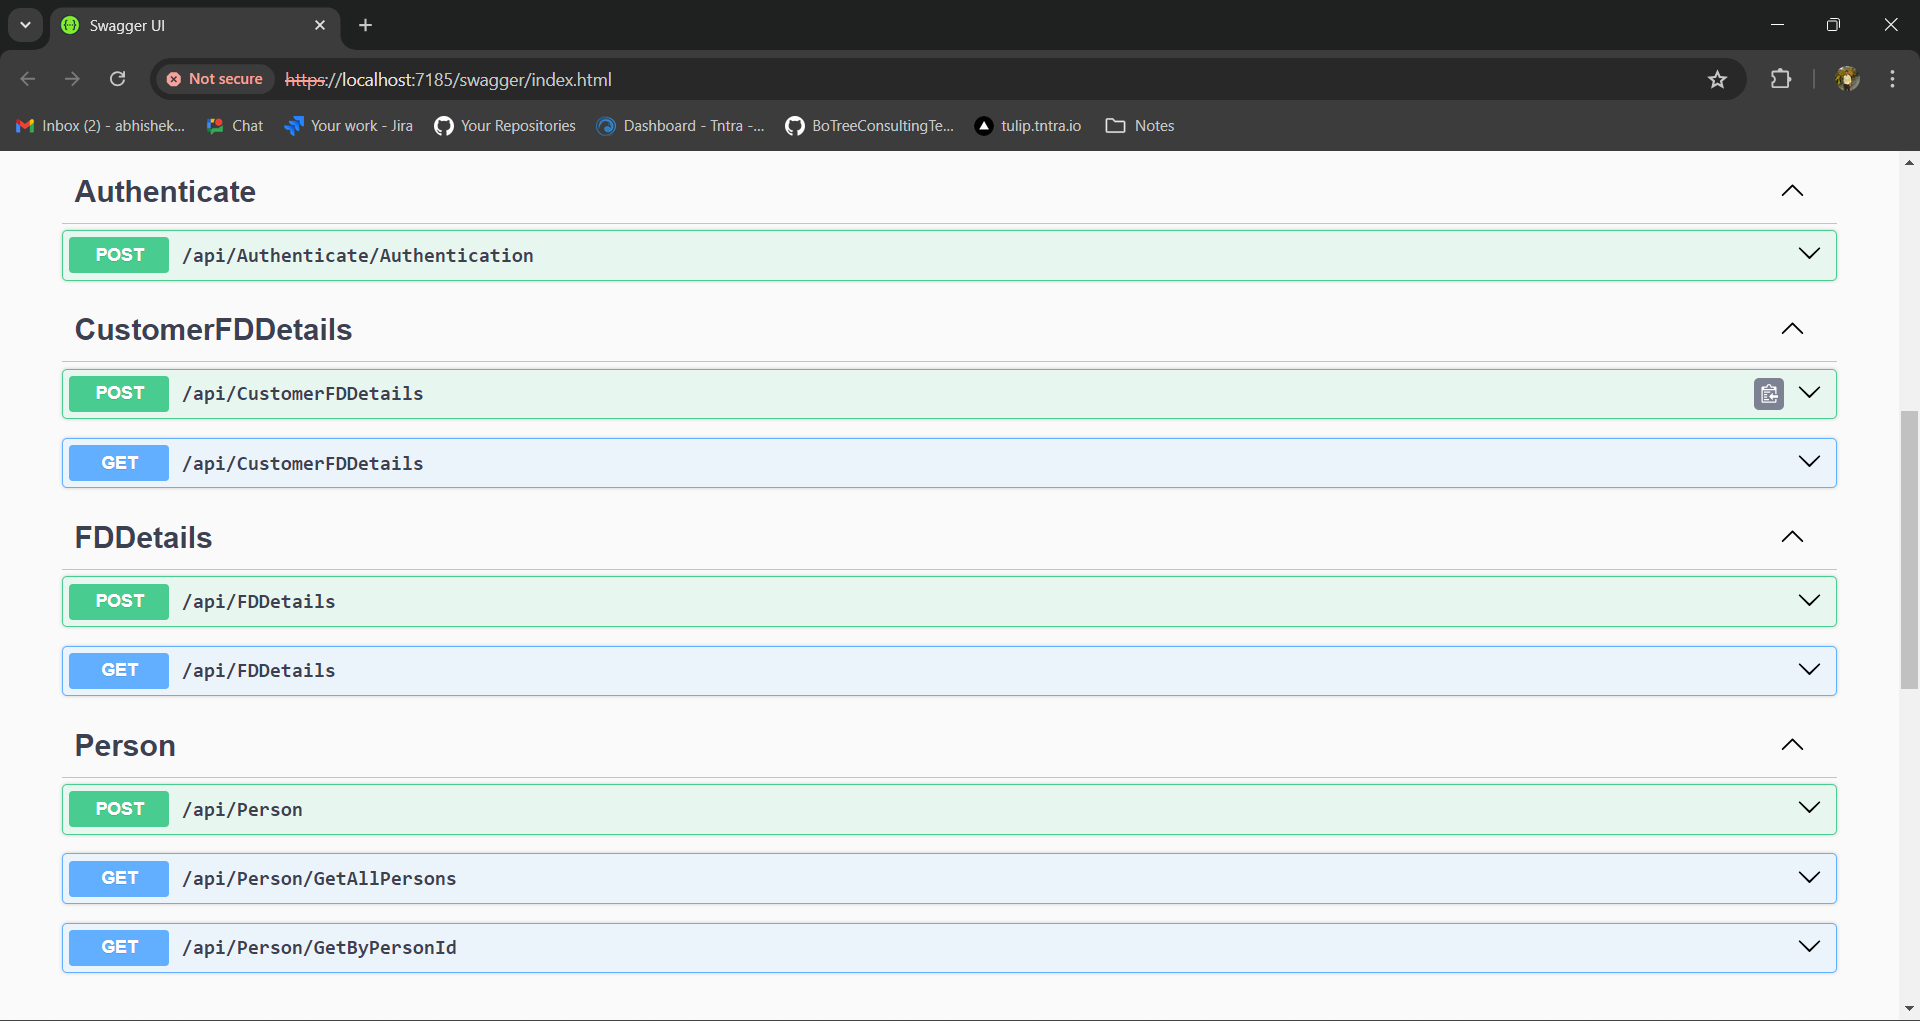 Swagger UI
Not secure https://localhost:7185/swagger/index.html
Inbox (2) - abhishek... Chat Your work - Jira Your Repositories Dashboard - Tntra -... BoTreeConsultingTe... tulip.tntra.io Notes
Authenticate
POST /api/Authenticate/Authentication
CustomerFDDetails
POST /api/CustomerFDDetails
GET /api/CustomerFDDetails
FDDetails
POST /api/FDDetails
GET /api/FDDetails
Person
POST /api/Person
GET /api/Person/GetAllPersons
GET /api/Person/GetByPersonId